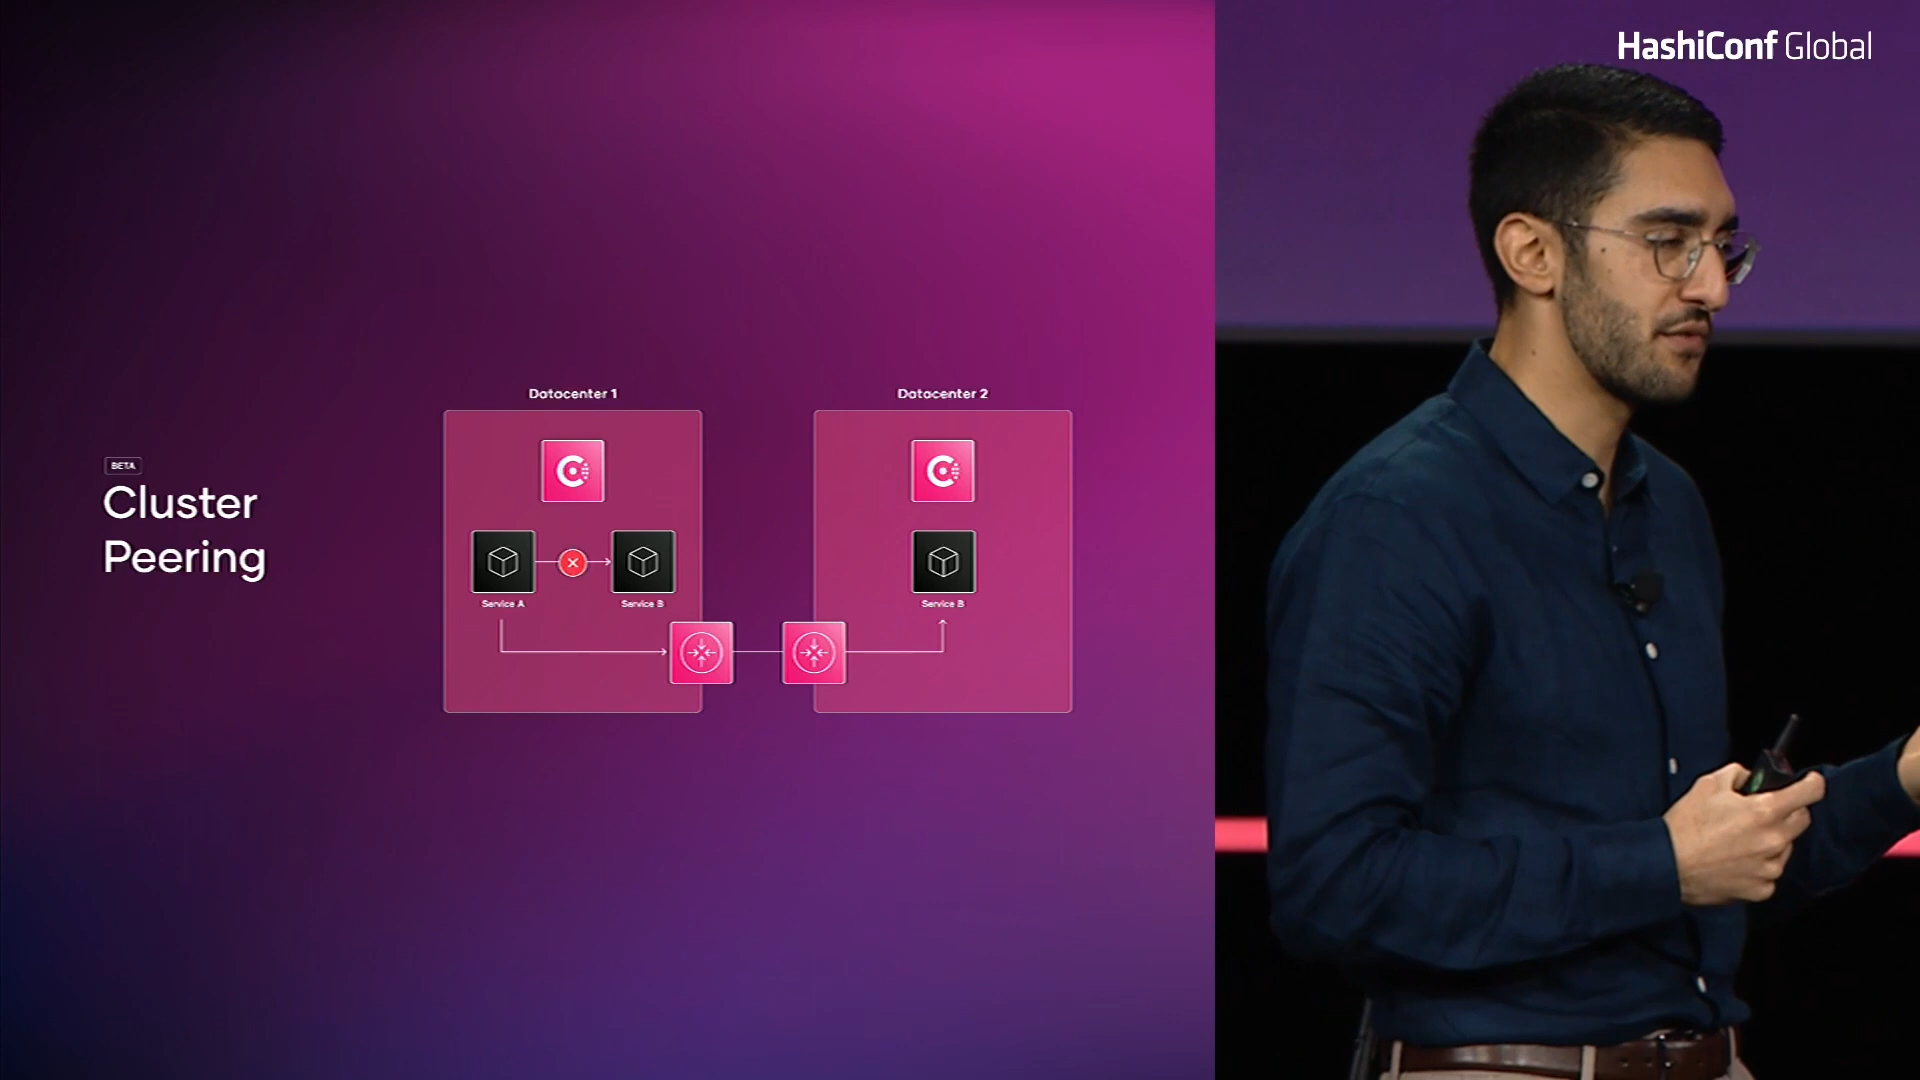 HashiConf Global
BETA
Cluster
Peering
Datacenter 1
Datacenter 2
Service A
Service B
Service B